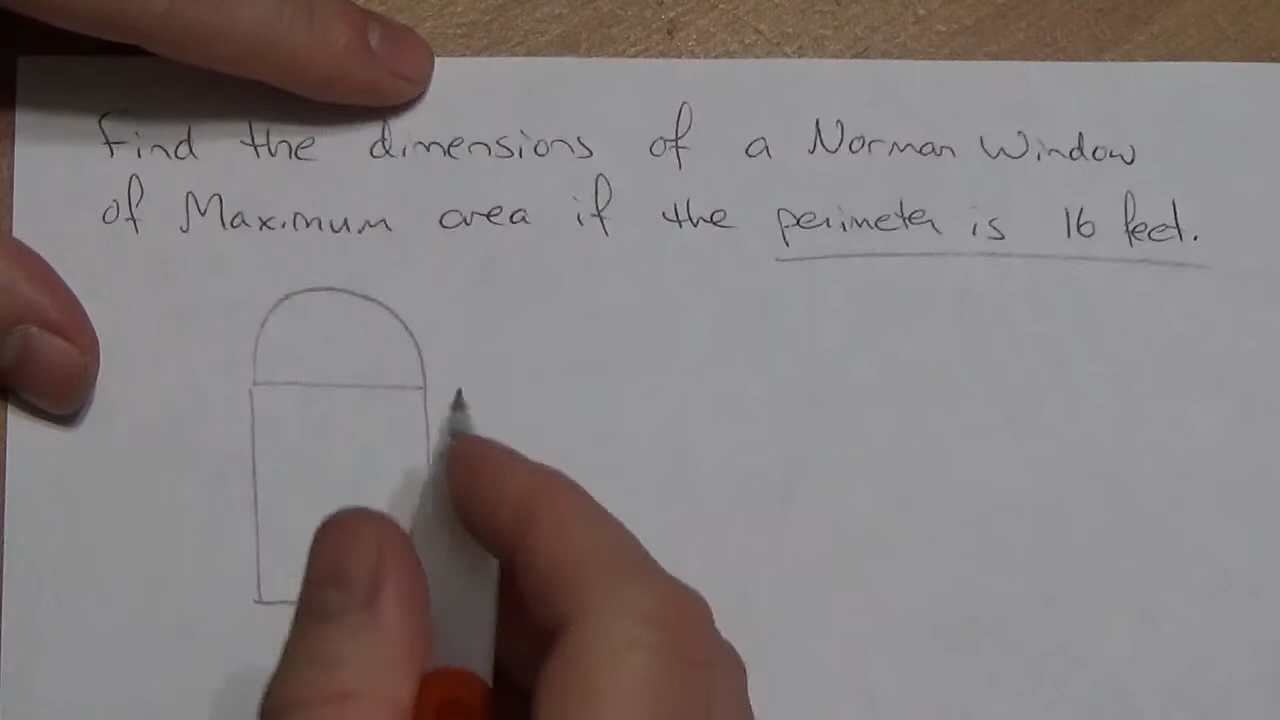 Find the dimensions of a Norman Window
of Maximum area if the perimeter is 16 feet.